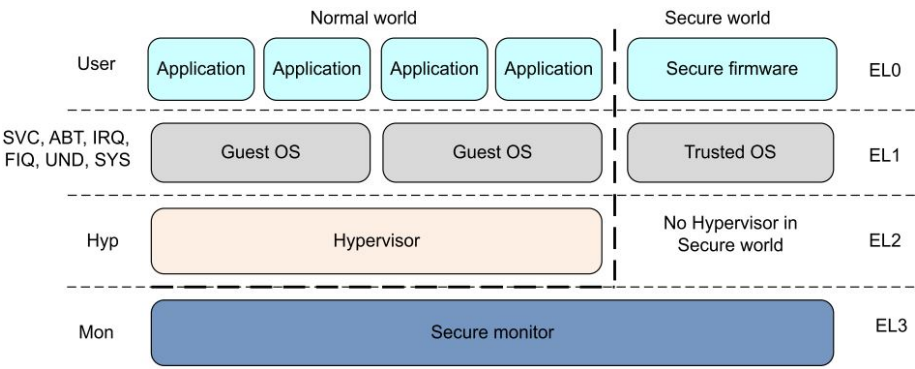 Normal world
Secure world
User
Application
Application
Application
Application
Secure firmware
EL0
SVC, ABT, IRQ,
FIQ, UND, SYS
Guest OS
Guest OS
Trusted OS
EL1
Hyp
Hypervisor
No Hypervisor in
Secure world
EL2
Mon
Secure monitor
EL3